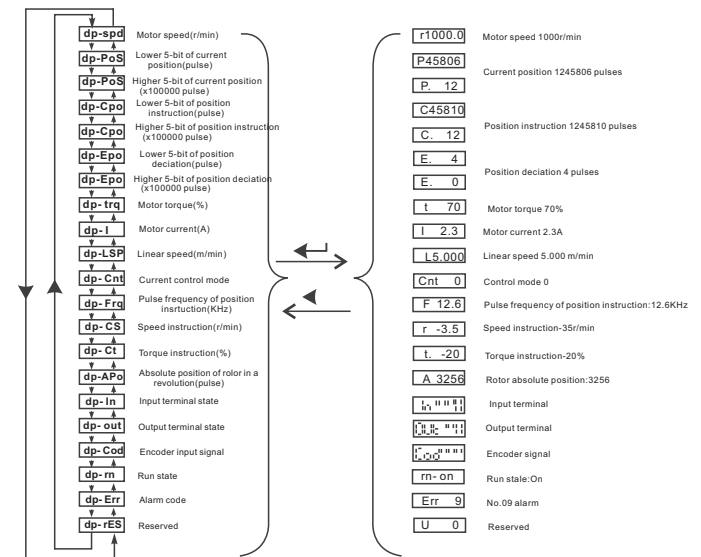 dp-spd Motor speed(r/min)
dp-PoS Lower 5-bit of current
position(pulse)
dp-PoS Higher 5-bit of current position
(x100000 pulse)
dp-Cpo Lower 5-bit of position
instruction(pulse)
dp-Cpo Higher 5-bit of position instruction
(x100000 pulse)
dp-Epo Lower 5-bit of position
deciation(pulse)
dp-Epo Higher 5-bit of position deciation
(x100000 pulse)
dp-trq Motor torque(%)
dp-I Motor current(A)
dp-LSP Linear speed(m/min)
dp-Cnt Current control mode
dp-Frq Pulse frequency of position
insrtuction(KHz)
dp-CS Speed instruction(r/min)
dp-Ct Torque instruction(%)
dp-APo Absolute position of rolor in a
revolution(pulse)
dp-In Input terminal state
dp-out Output terminal state
dp-Cod Encoder input signal
dp-rn Run state
dp-Err Alarm code
dp-rES Reserved
r1000.0 Motor speed 1000r/min
P45806
Current position 1245806 pulses
P. 12
C45810
Position instruction 1245810 pulses
C. 12
E. 4
Position deciation 4 pulses
E. 0
t 70 Motor torque 70%
I 2.3 Motor current 2.3A
L5.000 Linear speed 5.000 m/min
Cnt 0 Control mode 0
F 12.6 Pulse frequency of position instruction:12.6KHz
r -3.5 Speed instruction-35r/min
t. -20 Torque instruction-20%
A 3256 Rotor absolute position:3256
In Input terminal
Out Output terminal
Cod Encoder signal
rn-on Run stale:On
Err 9 No.09 alarm
U 0 Reserved